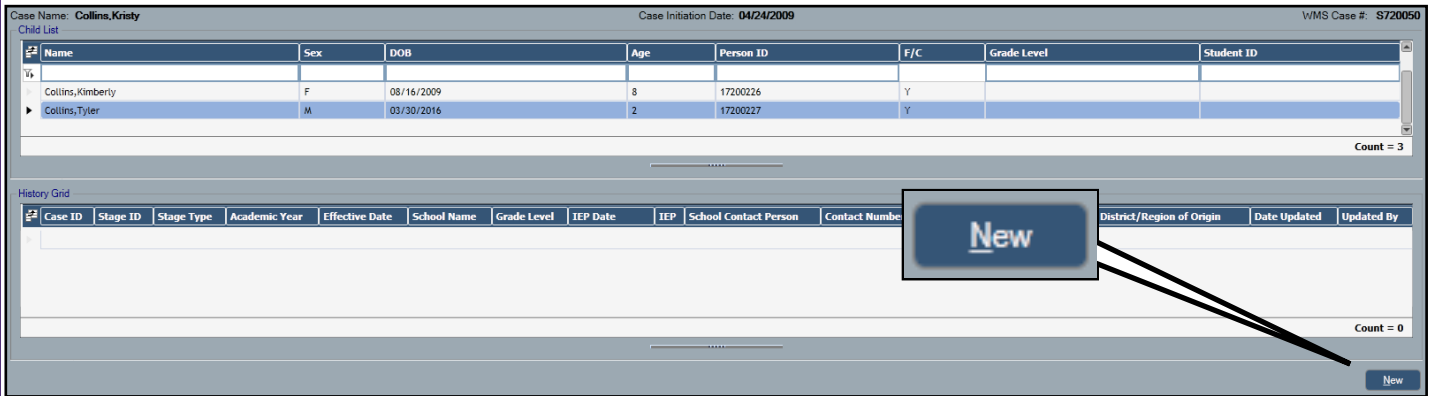 Case Name: Collins,Kristy Case Initiation Date: 04/24/2009 WMS Case #: S720050
Child List
Name Sex DOB Age Person ID F/C Grade Level Student ID
Collins,Kimberly F 08/16/2009 8 17200226 Y
Collins,Tyler M 03/30/2016 2 17200227 Y
Count = 3
History Grid
Case ID Stage ID Stage Type Academic Year Effective Date School Name Grade Level IEP Date IEP School Contact Person Contact Numbe District/Region of Origin Date Updated Updated By
New
Count = 0
New